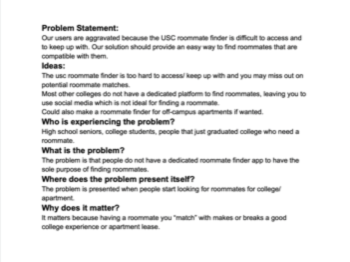 Problem Statement:
Our users are aggravated because the USC roommate finder is difficult to access and
to keep up with. Our solution should provide an easy way to find roommates that are
compatible with them.
Ideas:
The usc roommate finder is too hard to access/ keep up with and you may miss out on
potential roommate matches.
Most other colleges do not have a dedicated platform to find roommates, leaving you to
use social media which is not ideal for finding a roommate.
Could also make a roommate finder for off-campus apartments if wanted.
Who is experiencing the problem?
High school seniors, college students, people that just graduated college who need a
roommate.
What is the problem?
The problem is that people do not have a dedicated roommate finder app to have the
sole purpose of finding roommates.
Where does the problem present itself?
The problem is presented when people start looking for roommates for college/
apartment.
Why does it matter?
It matters because having a roommate you “match” with makes or breaks a good
college experience or apartment lease.